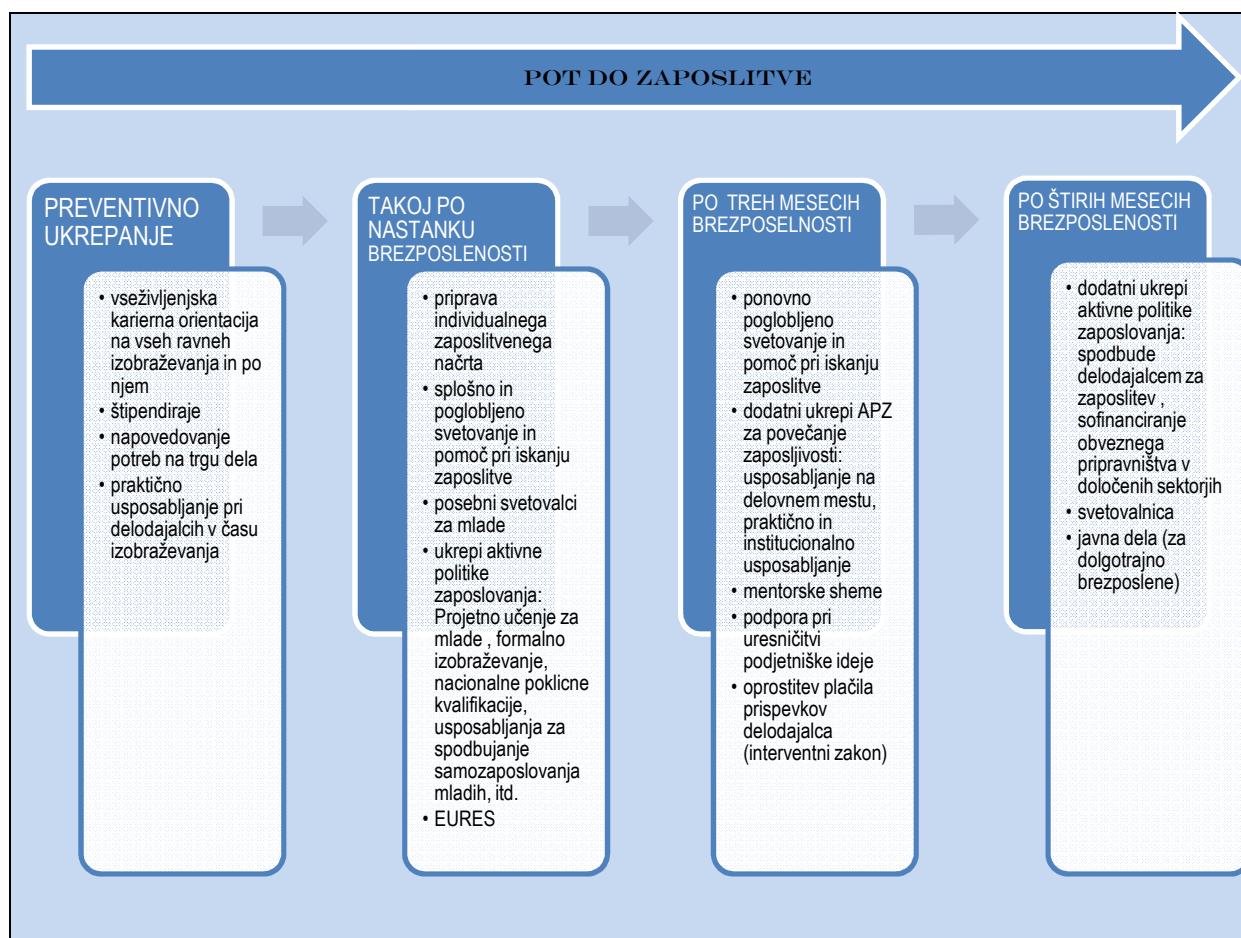 POT DO ZAPOSLITVE
PREVENTIVNO
UKREPANJE
• vseživljenjska
karierna orientacija
na vseh ravneh
izobraževanja in po
njem
• štipendiraje
• napovedovanje
potreb na trgu dela
• praktično
usposabljanje pri
delodajalcih v času
izobraževanja
TAKOJ PO
NASTANKU
BREZPOSLENOSTI
• priprava
individualnega
zaposlitvenega
načrta
• splošno in
poglobljeno
svetovanje in
pomoč pri iskanju
zaposlitve
• posebni svetovalci
za mlade
• ukrepi aktivne
politike
zaposlovanja:
Projetno učenje za
mlade , formalno
izobraževanje,
nacionalne poklicne
kvalifikacije,
usposabljanja za
spodbujanje
samozaposlovanja
mladih, itd.
• EURES
PO TREH MESECIH
BREZPOSELNOSTI
• ponovno
poglobljeno
svetovanje in
pomoč pri iskanju
zaposlitve
• dodatni ukrepi APZ
za povečanje
zaposljivosti:
usposabljanje na
delovnem mestu,
praktično in
institucionalno
usposabljanje
• mentorske sheme
• podpora pri
uresničitvi
podjetniške ideje
• oprostitev plačila
prispevkov
delodajalca
(interventni zakon)
PO ŠTIRIH MESECIH
BREZPOSLENOSTI
• dodatni ukrepi
aktivne politike
zaposlovanja:
spodbude
delodajalcem za
zaposlitev ,
sofinanciranje
obveznega
pripravništva v
določenih sektorjih
• svetovalnica
• javna dela (za
dolgotrajno
brezposlene)